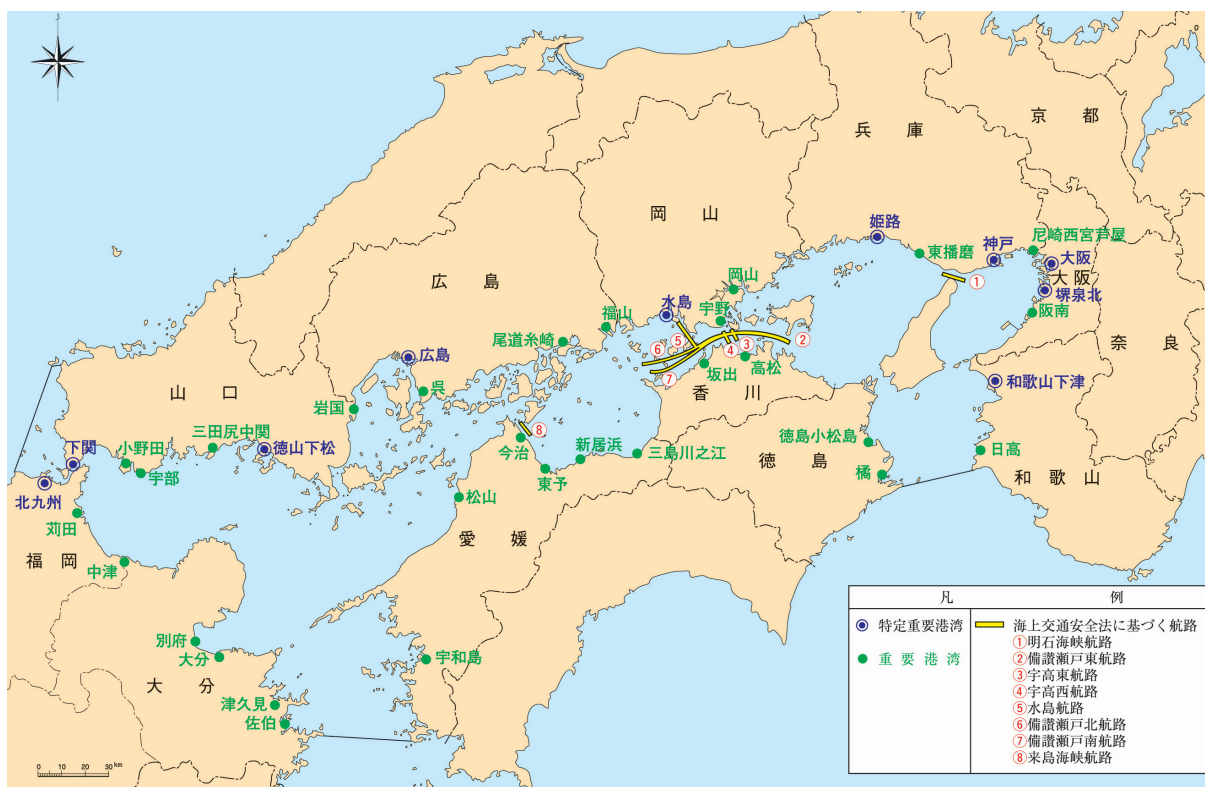 京都
兵庫
岡山
広島
姫路
東播磨
神戸
尼崎西宮芦屋
大阪
大阪
堺泉北
阪南
①
岡山
宇野
水島
福山
尾道糸崎
⑤
⑥
④
③
②
⑦
坂出
高松
香川
奈良
和歌山下津
広島
呉
岩国
山口
三田尻中関
徳山下松
小野田
宇部
下関
北九州
苅田
福岡
中津
⑧
今治
新居浜
三島川之江
東予
松山
愛媛
徳島小松島
徳島
橘
日高
和歌山
別府
大分
大分
津久見
佐伯
宇和島
凡例
特定重要港湾
重要港湾
海上交通安全法に基づく航路
①明石海峡航路
②備讃瀬戸東航路
③宇高東航路
④宇高西航路
⑤水島航路
⑥備讃瀬戸北航路
⑦備讃瀬戸南航路
⑧来島海峡航路
0 10 20 30km